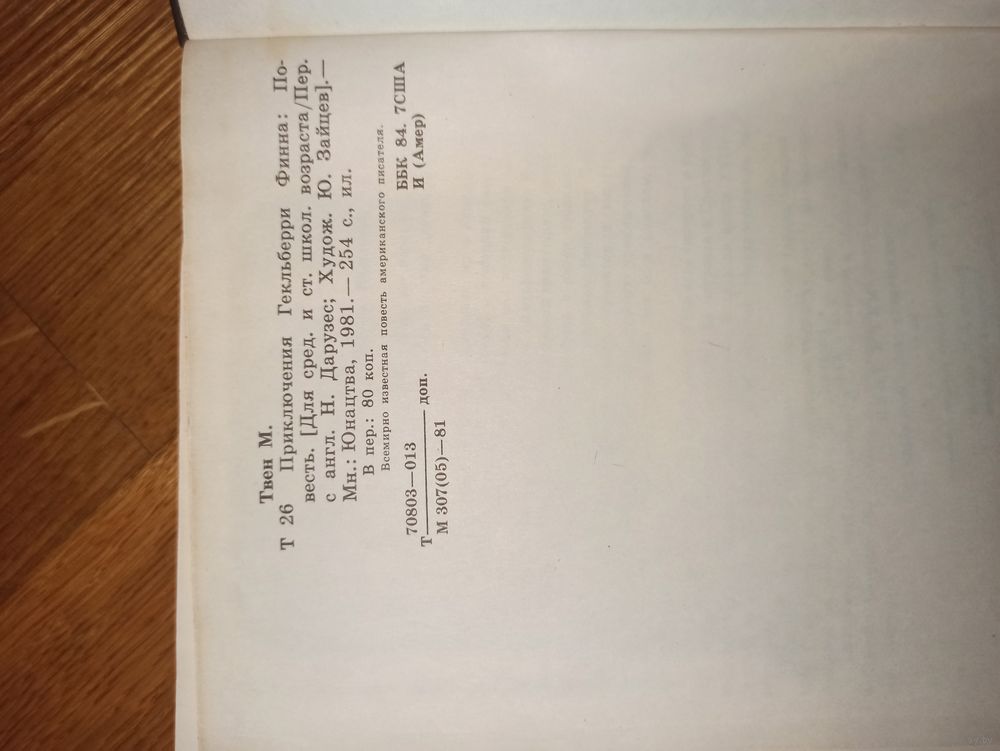 Твен М.
Т 26 Приключения Гекльберри Финна: По-
весть. [Для сред. и ст. школ. возраста/Пер.
с англ. Н. Дарузес; Худож. Ю. Зайцев].—
Мн.: Юнацтва, 1981.— 254 с., ил.
В пер.: 80 коп.
Всемирно известная повесть американского писателя.
70803—013
Т доп.
М 307(05)—81
ББК 84. 7США
И (Амер)